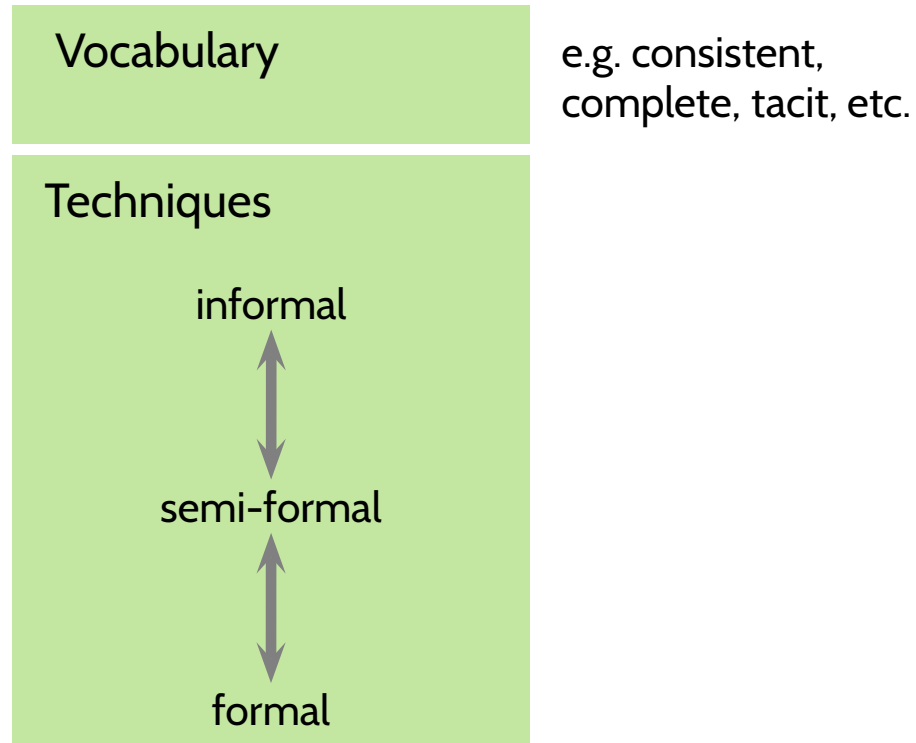 Vocabulary
e.g. consistent,
complete, tacit, etc.
Techniques
informal
semi-formal
formal